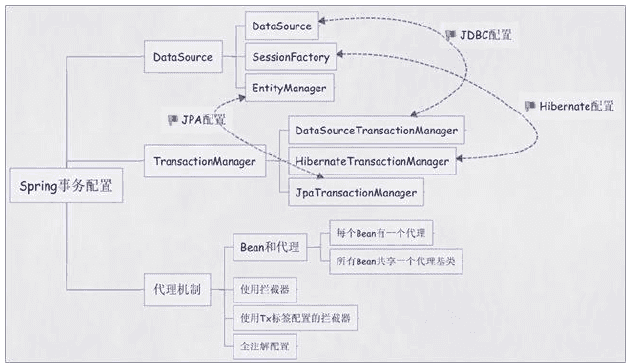 DataSource
JDBC配置
DataSource
SessionFactory
EntityManager
Hibernate配置
JPA配置
DataSourceTransactionManager
TransactionManager
HibernateTransactionManager
JpaTransactionManager
Spring事务配置
每个Bean有一个代理
Bean和代理
所有Bean共享一个代理基类
代理机制
使用拦截器
使用Tx标签配置的拦截器
全注解配置